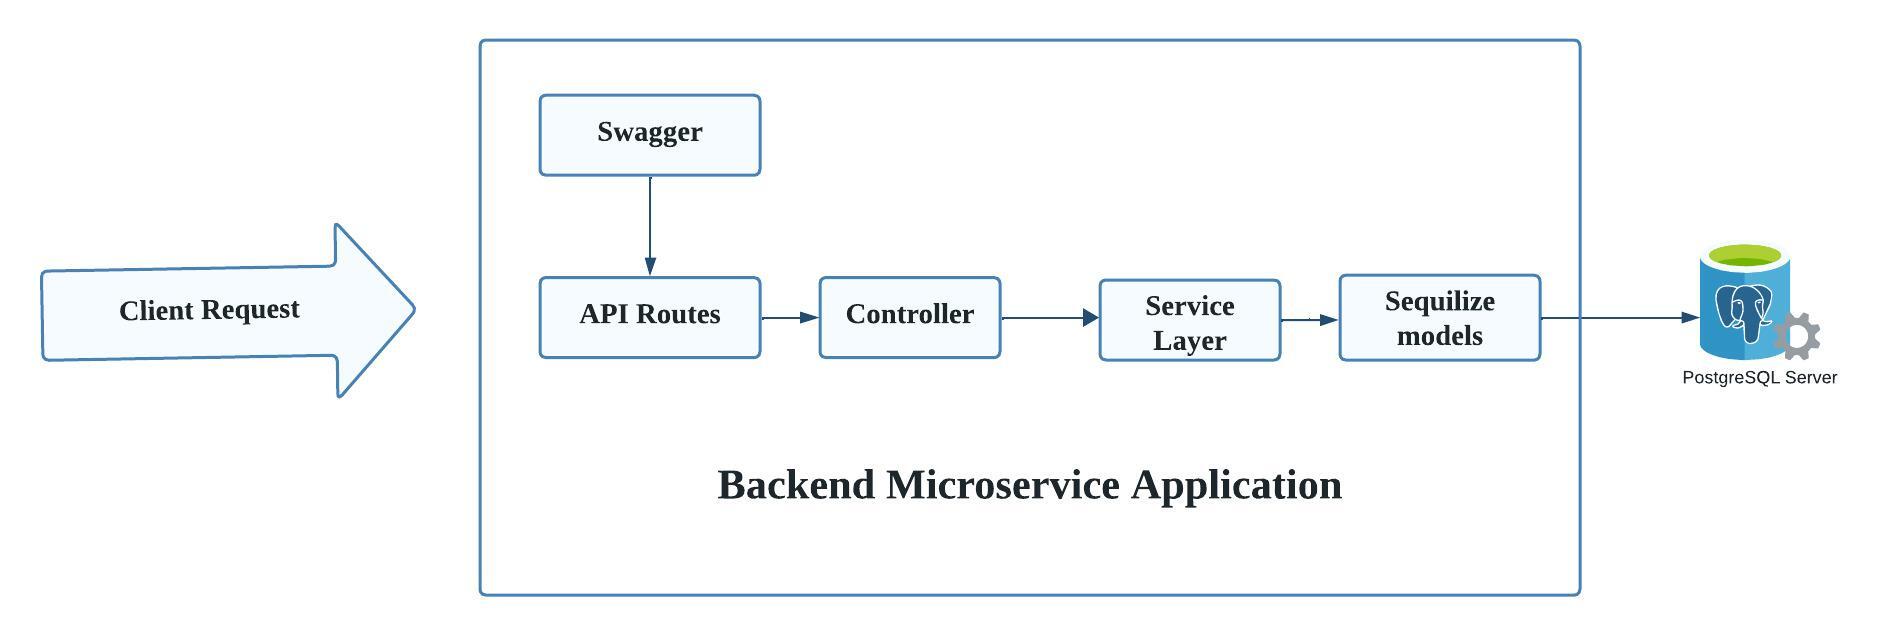 Swagger
Client Request
API Routes
Controller
Service
Layer
Sequilize
models
PostgreSQL Server
Backend Microservice Application